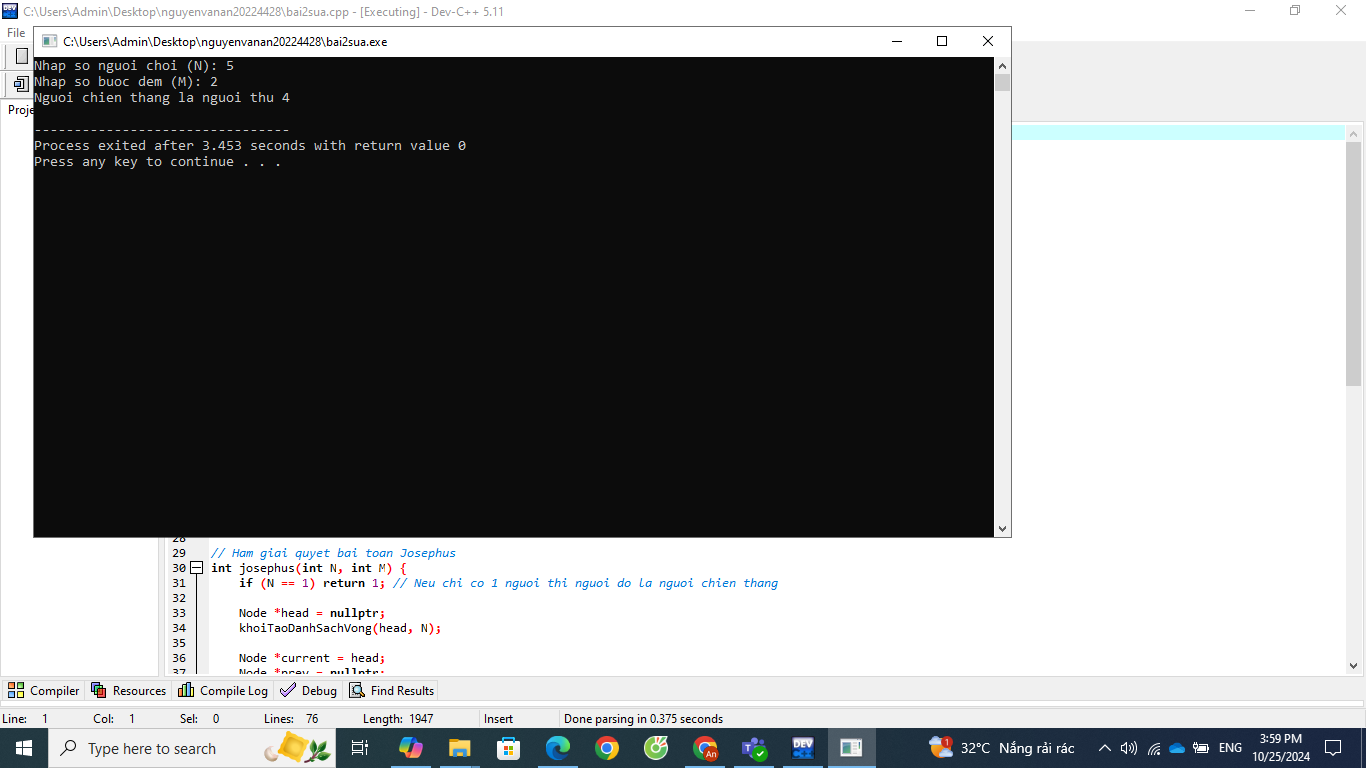 C:\Users\Admin\Desktop\nguyenvanan20224428\bai2sua.cpp - [Executing] - Dev-C++ 5.11
File
C:\Users\Admin\Desktop\nguyenvanan20224428\bai2sua.exe
Nhap so nguoi choi (N): 5
Nhap so buoc dem (M): 2
Nguoi chien thang la nguoi thu 4
--------------------------------
Process exited after 3.453 seconds with return value 0
Press any key to continue . . .
Proje
28
29 // Ham giai quyet bai toan Josephus
30 int josephus(int N, int M) {
31 if (N == 1) return 1; // Neu chi co 1 nguoi thi nguoi do la nguoi chien thang
32
33 Node *head = nullptr;
34 khoiTaoDanhSachVong(head, N);
35
36 Node *current = head;
37 Node *prev = nullptr;
Compiler Resources Compile Log Debug Find Results
Line: 1 Col: 1 Sel: 0 Lines: 76 Length: 1947 Insert Done parsing in 0.375 seconds
Type here to search
An
DEV
1
32°C Nắng rải rác
ENG
3:59 PM
10/25/2024